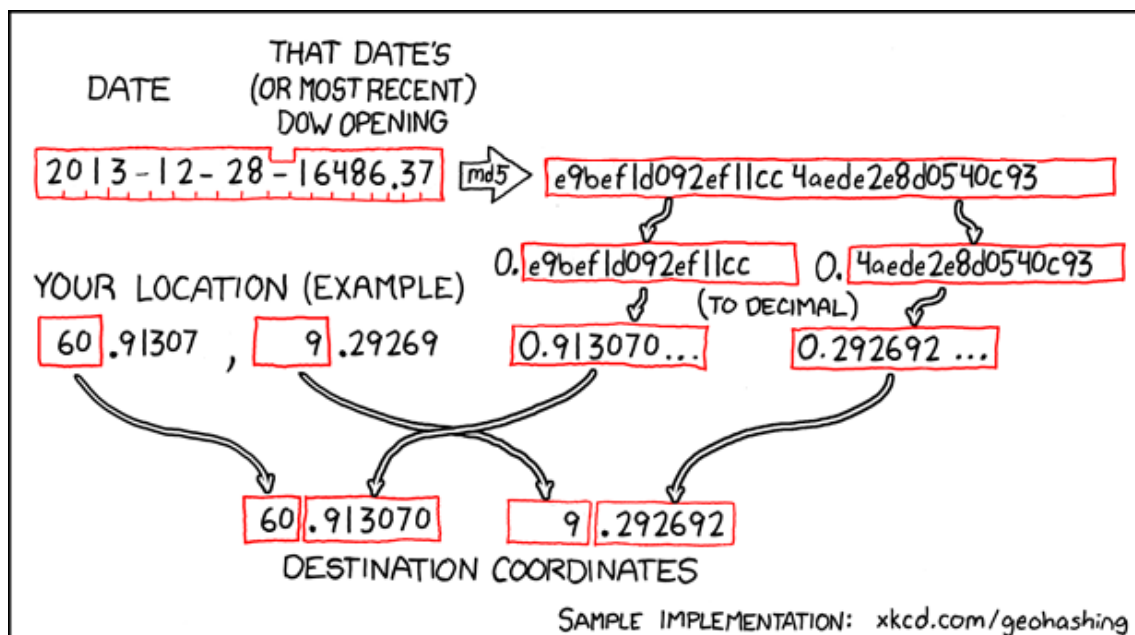 DATE
THAT DATE'S
(OR MOST RECENT)
DOW OPENING
2013-12-28-16486.37
md5
e9bef1d092ef11cc4aede2e8d0540c93
0.e9bef1d092ef11cc
0.4aede2e8d0540c93
YOUR LOCATION (EXAMPLE)
(TO DECIMAL)
60.91307, 9.29269
0.913070...
0.292692...
60.913070
9.292692
DESTINATION COORDINATES
SAMPLE IMPLEMENTATION: xkcd.com/geohashing